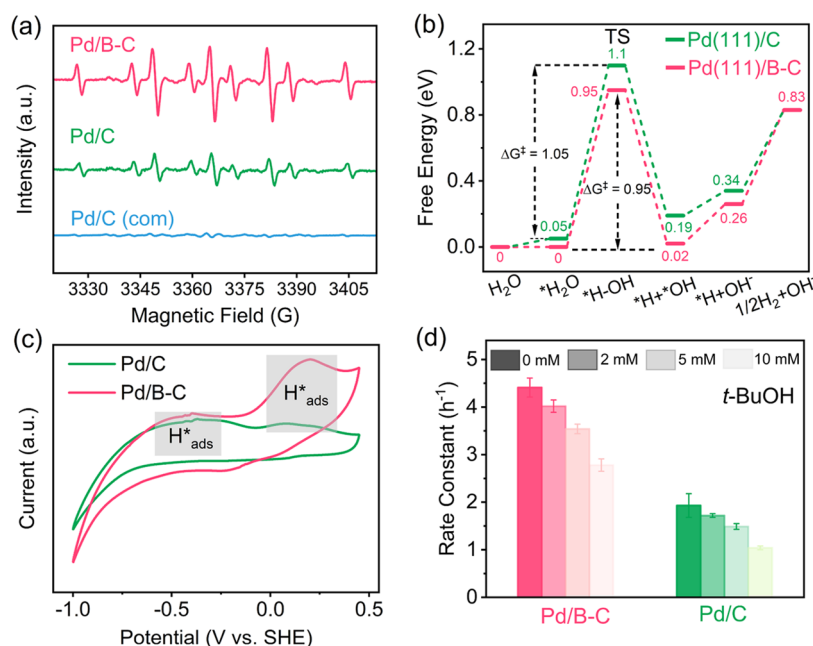 (a)
Pd/B-C
Pd/C
Pd/C (com)
Intensity (a.u.)
3330 3345 3360 3375 3390 3405
Magnetic Field (G)
(b)
TS
Pd(111)/C
Pd(111)/B-C
1.2
0.8
0.4
0.0
Free Energy (eV)
1.1
0.95
0.83
ΔG‡ = 1.05
ΔG‡ = 0.95
0.34
0.26
0.19
0.05
0.02
0
0
H₂O
*H₂O
*H-OH
*H+*OH
*H+OH⁻
1/2H₂+OH⁻
(c)
Pd/C
Pd/B-C
H*ads
H*ads
Current (a.u.)
-1.0 -0.5 0.0 0.5
Potential (V vs. SHE)
(d)
0 mM 2 mM 5 mM 10 mM
t-BuOH
5
4
3
2
1
0
Rate Constant (h⁻¹)
Pd/B-C
Pd/C